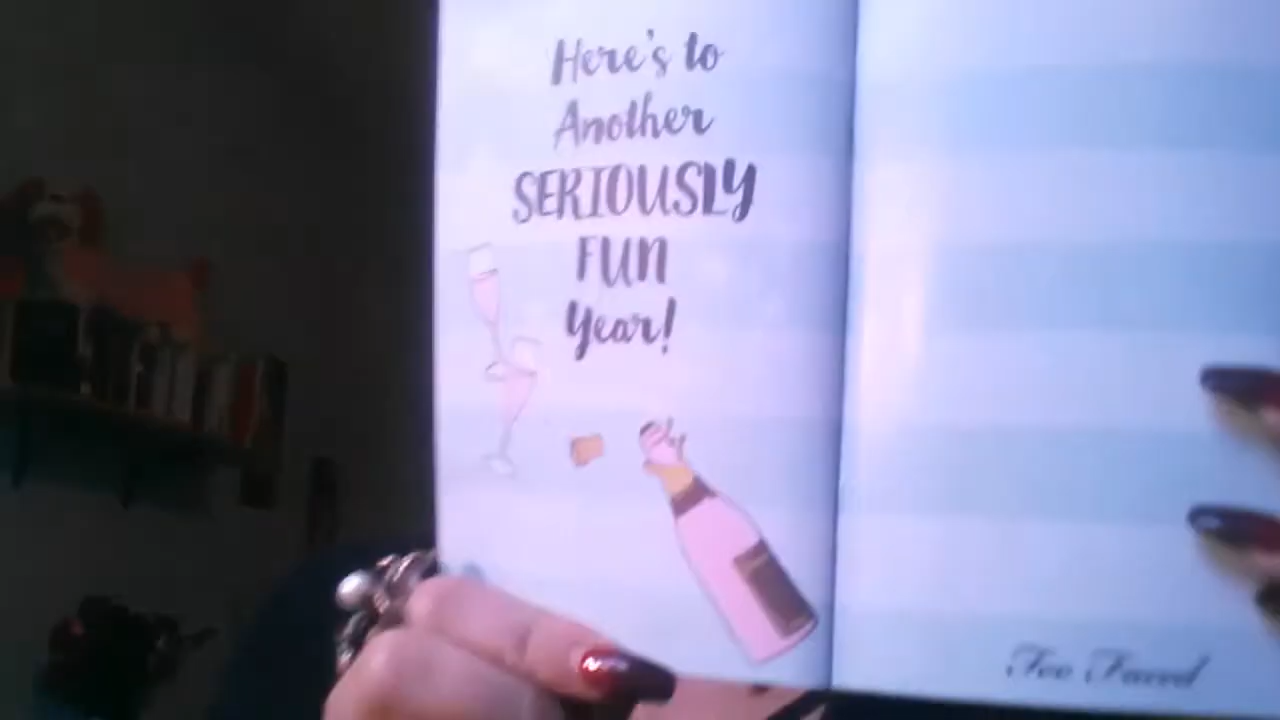 Here's to
Another
SERIOUSLY
FUN
Year!
Too Faced